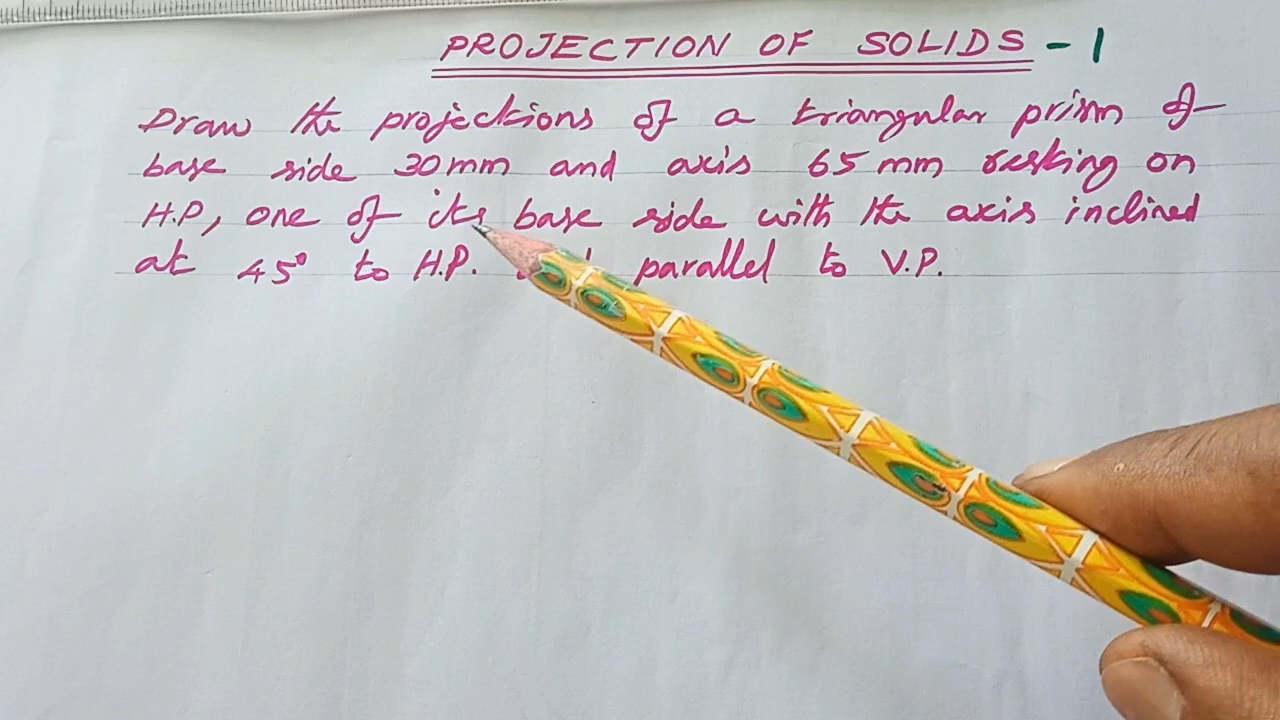 PROJECTION OF SOLIDS - 1
Draw the projections of a triangular prism of
base side 30mm and axis 65mm resting on
H.P, one of its base side with the axis inclined
at 45° to H.P. parallel to V.P.